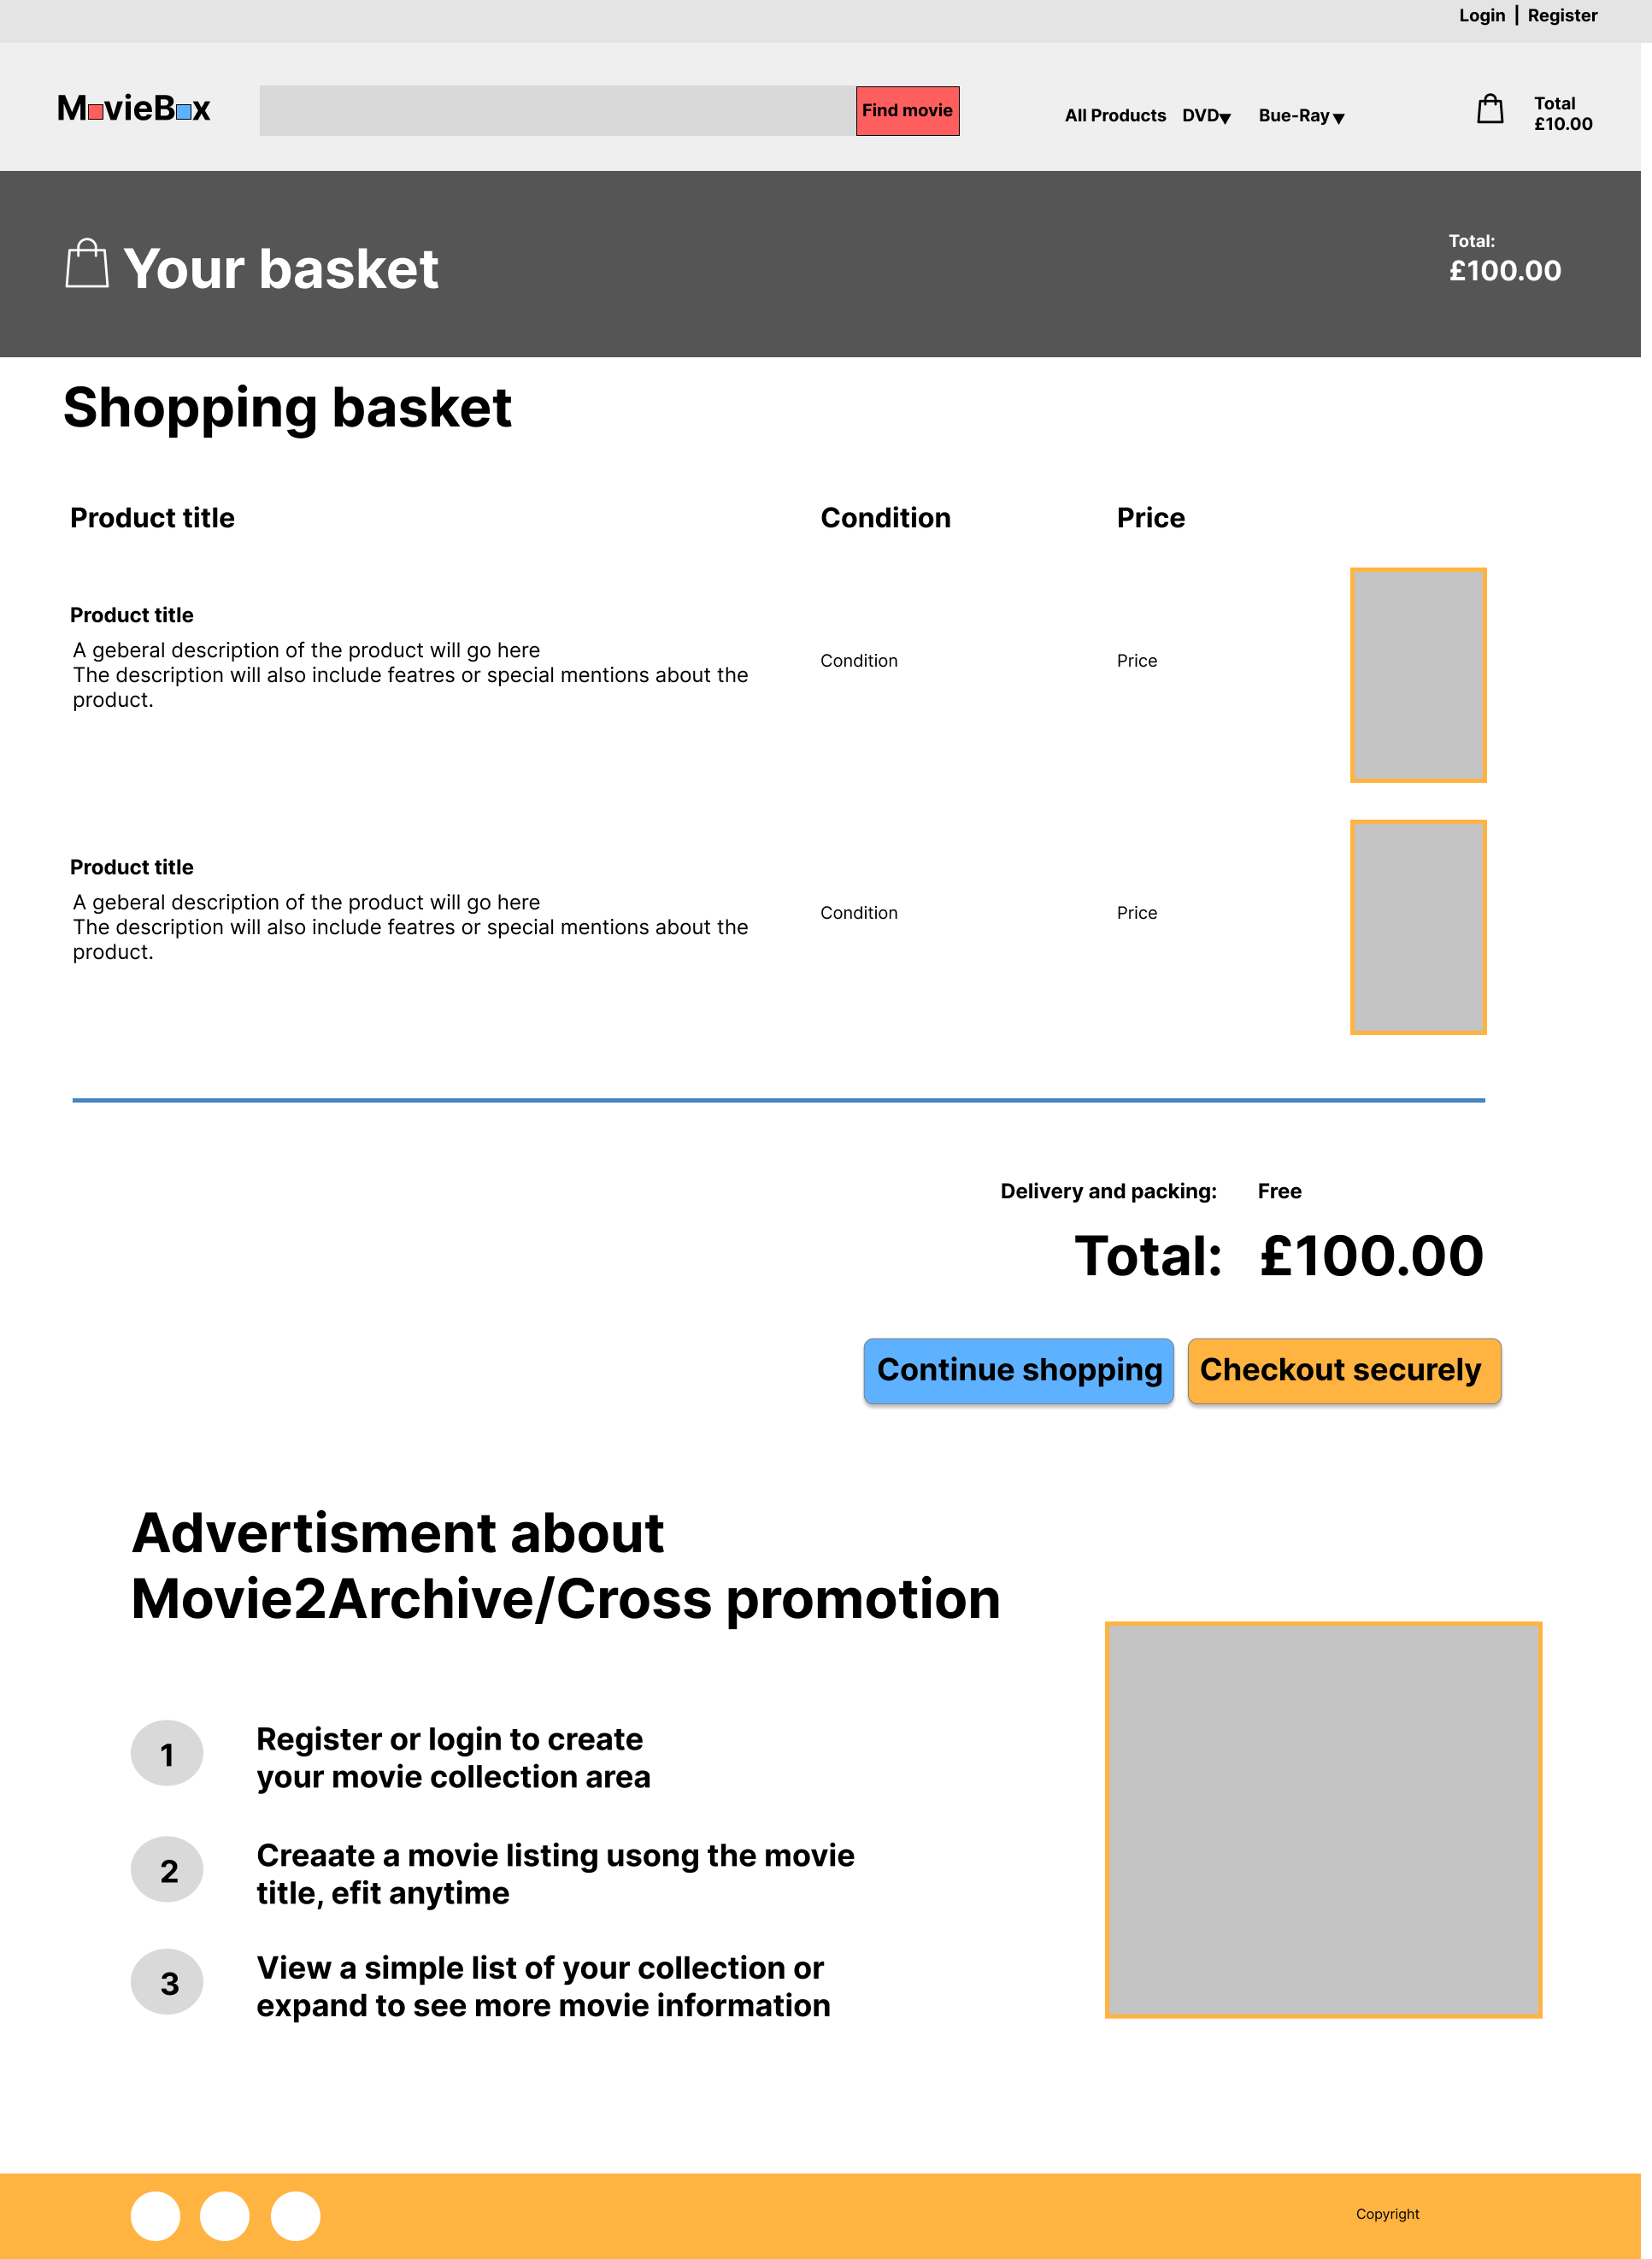 Login | Register
MovieBox
Find movie
All Products DVD Bue-Ray
Total
£10.00
Your basket
Total:
£100.00
Shopping basket
Product title Condition Price
Product title
A geberal description of the product will go here
The description will also include featres or special mentions about the
product.
Condition Price
Product title
A geberal description of the product will go here
The description will also include featres or special mentions about the
product.
Condition Price
Delivery and packing: Free
Total: £100.00
Continue shopping Checkout securely
Advertisment about
Movie2Archive/Cross promotion
1 Register or login to create
your movie collection area
2 Creaate a movie listing usong the movie
title, efit anytime
3 View a simple list of your collection or
expand to see more movie information
Copyright